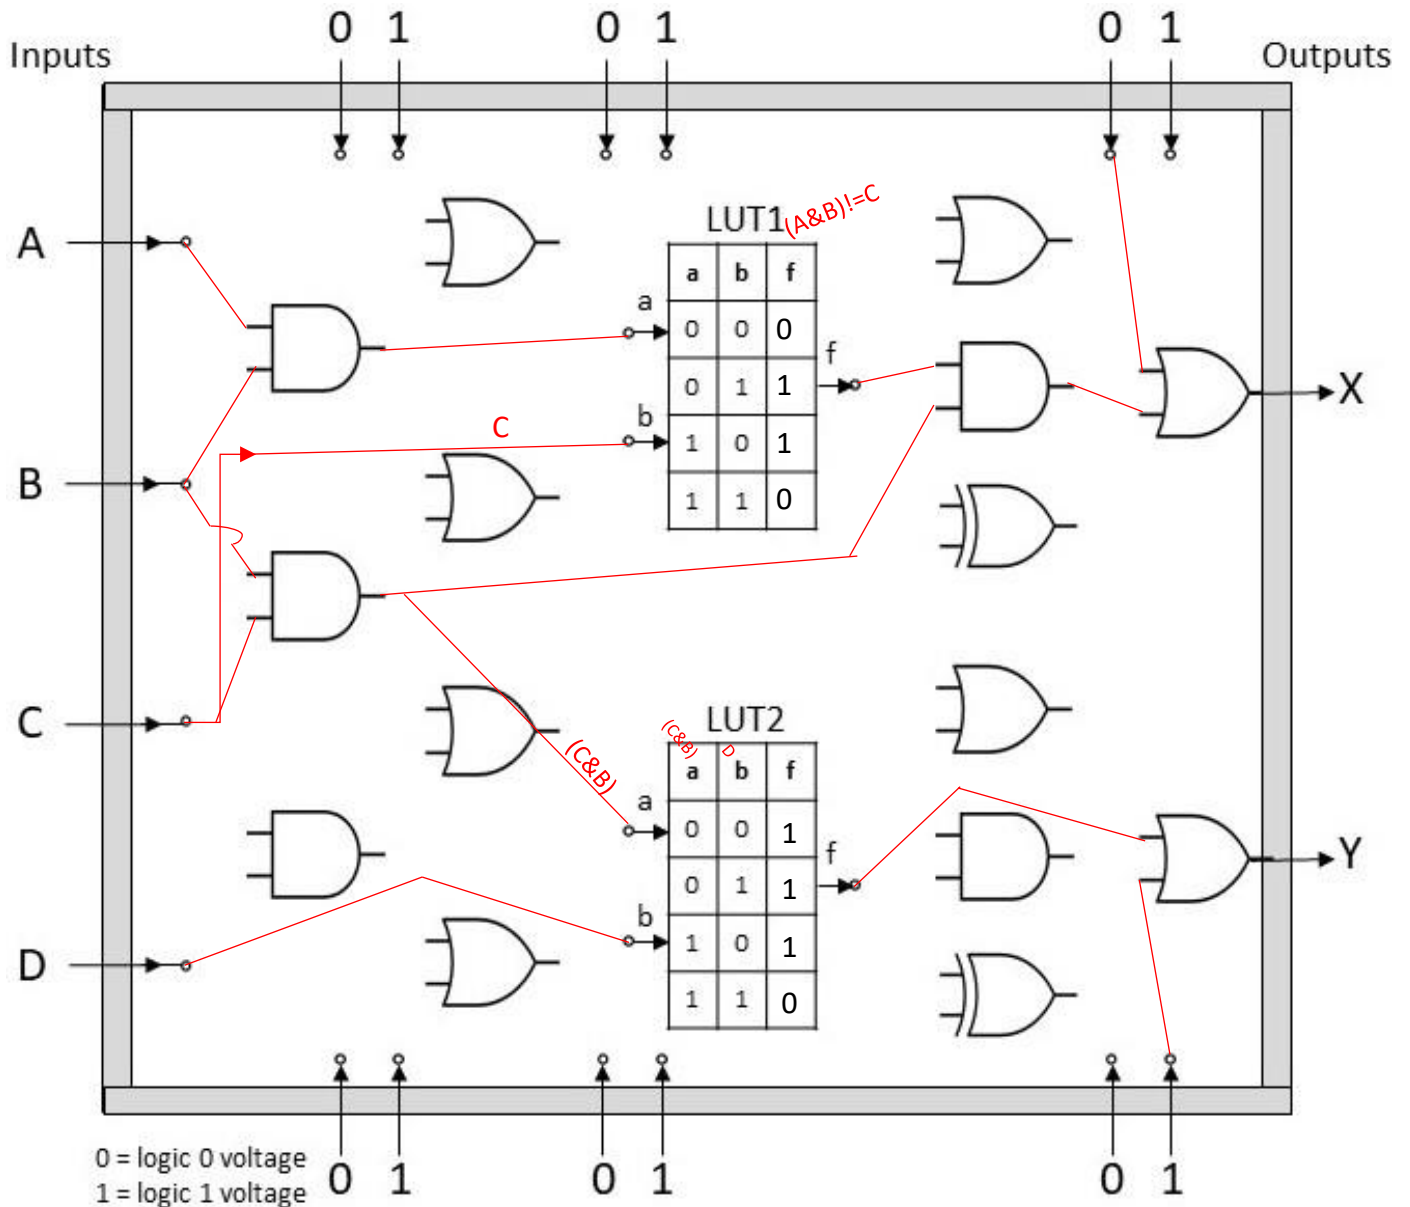 0 1 0 1 0 1
Inputs Outputs
LUT1 (A&B)!=C
A
a b f
a
0 0 0
f
0 1 1
X
b
C
1 0 1
B
1 1 0
C
LUT2
(C&B) D
(C&B)
a b f
a
0 0 1
f
0 1 1
Y
b
1 0 1
D
1 1 0
0 = logic 0 voltage
1 = logic 1 voltage
0 1 0 1 0 1